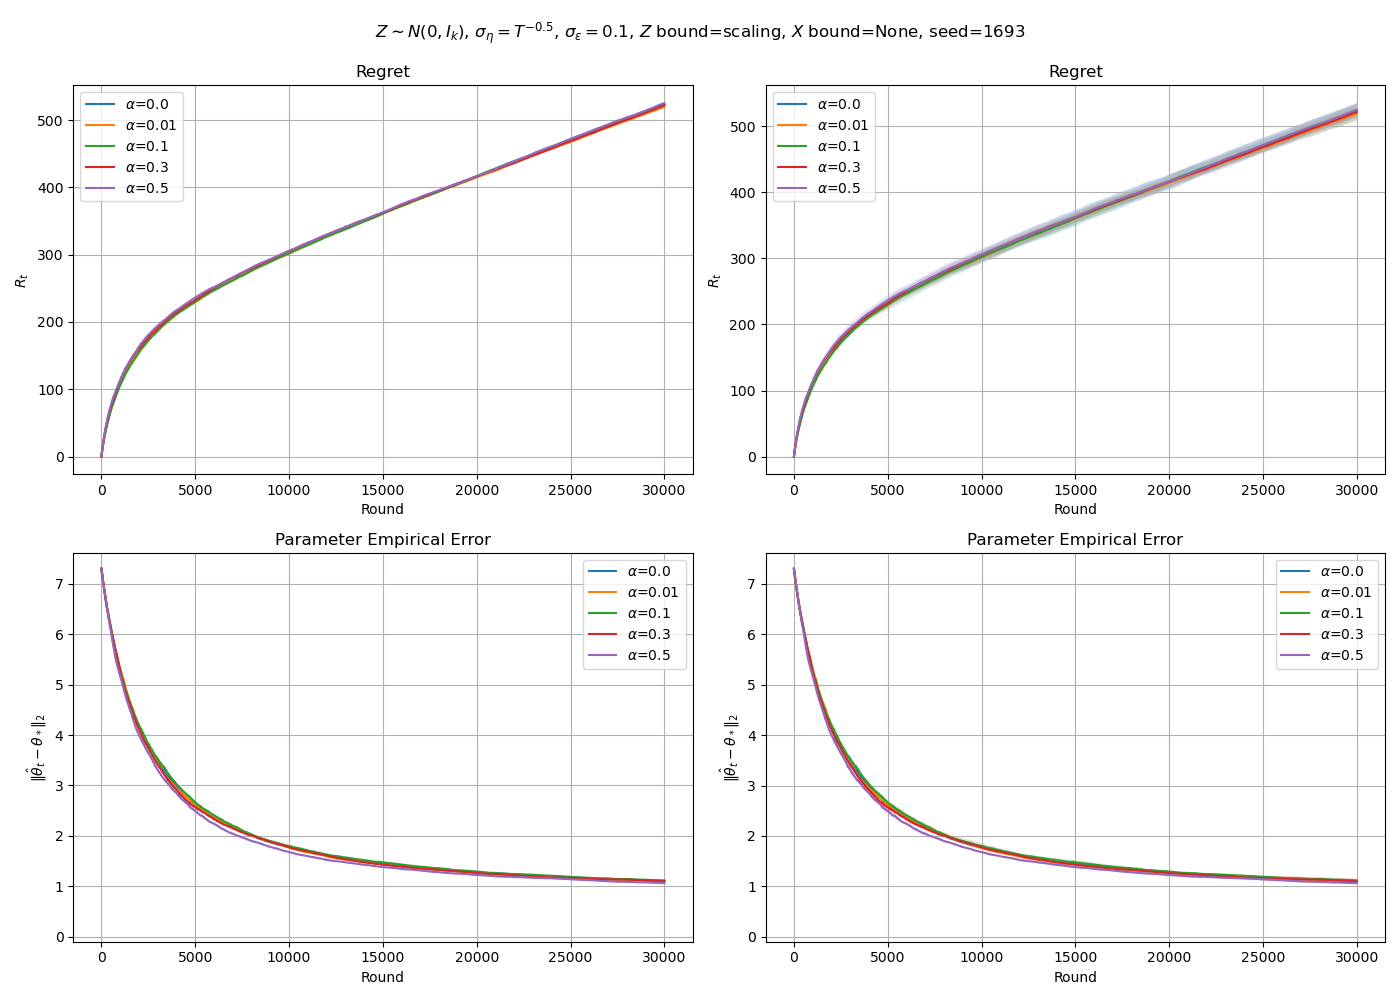 Z ∼ N(0, I_k), σ_η = T^{−0.5}, σ_ε = 0.1, Z bound=scaling, X bound=None, seed=1693
Regret
α=0.0
α=0.01
α=0.1
α=0.3
α=0.5
500
400
300
200
100
0
R_t
0 5000 10000 15000 20000 25000 30000
Round
Regret
α=0.0
α=0.01
α=0.1
α=0.3
α=0.5
500
400
300
200
100
0
R_t
0 5000 10000 15000 20000 25000 30000
Round
Parameter Empirical Error
α=0.0
α=0.01
α=0.1
α=0.3
α=0.5
7
6
5
4
3
2
1
0
‖θ̂_t − θ_*‖_2
0 5000 10000 15000 20000 25000 30000
Round
Parameter Empirical Error
α=0.0
α=0.01
α=0.1
α=0.3
α=0.5
7
6
5
4
3
2
1
0
‖θ̂_t − θ_*‖_2
0 5000 10000 15000 20000 25000 30000
Round